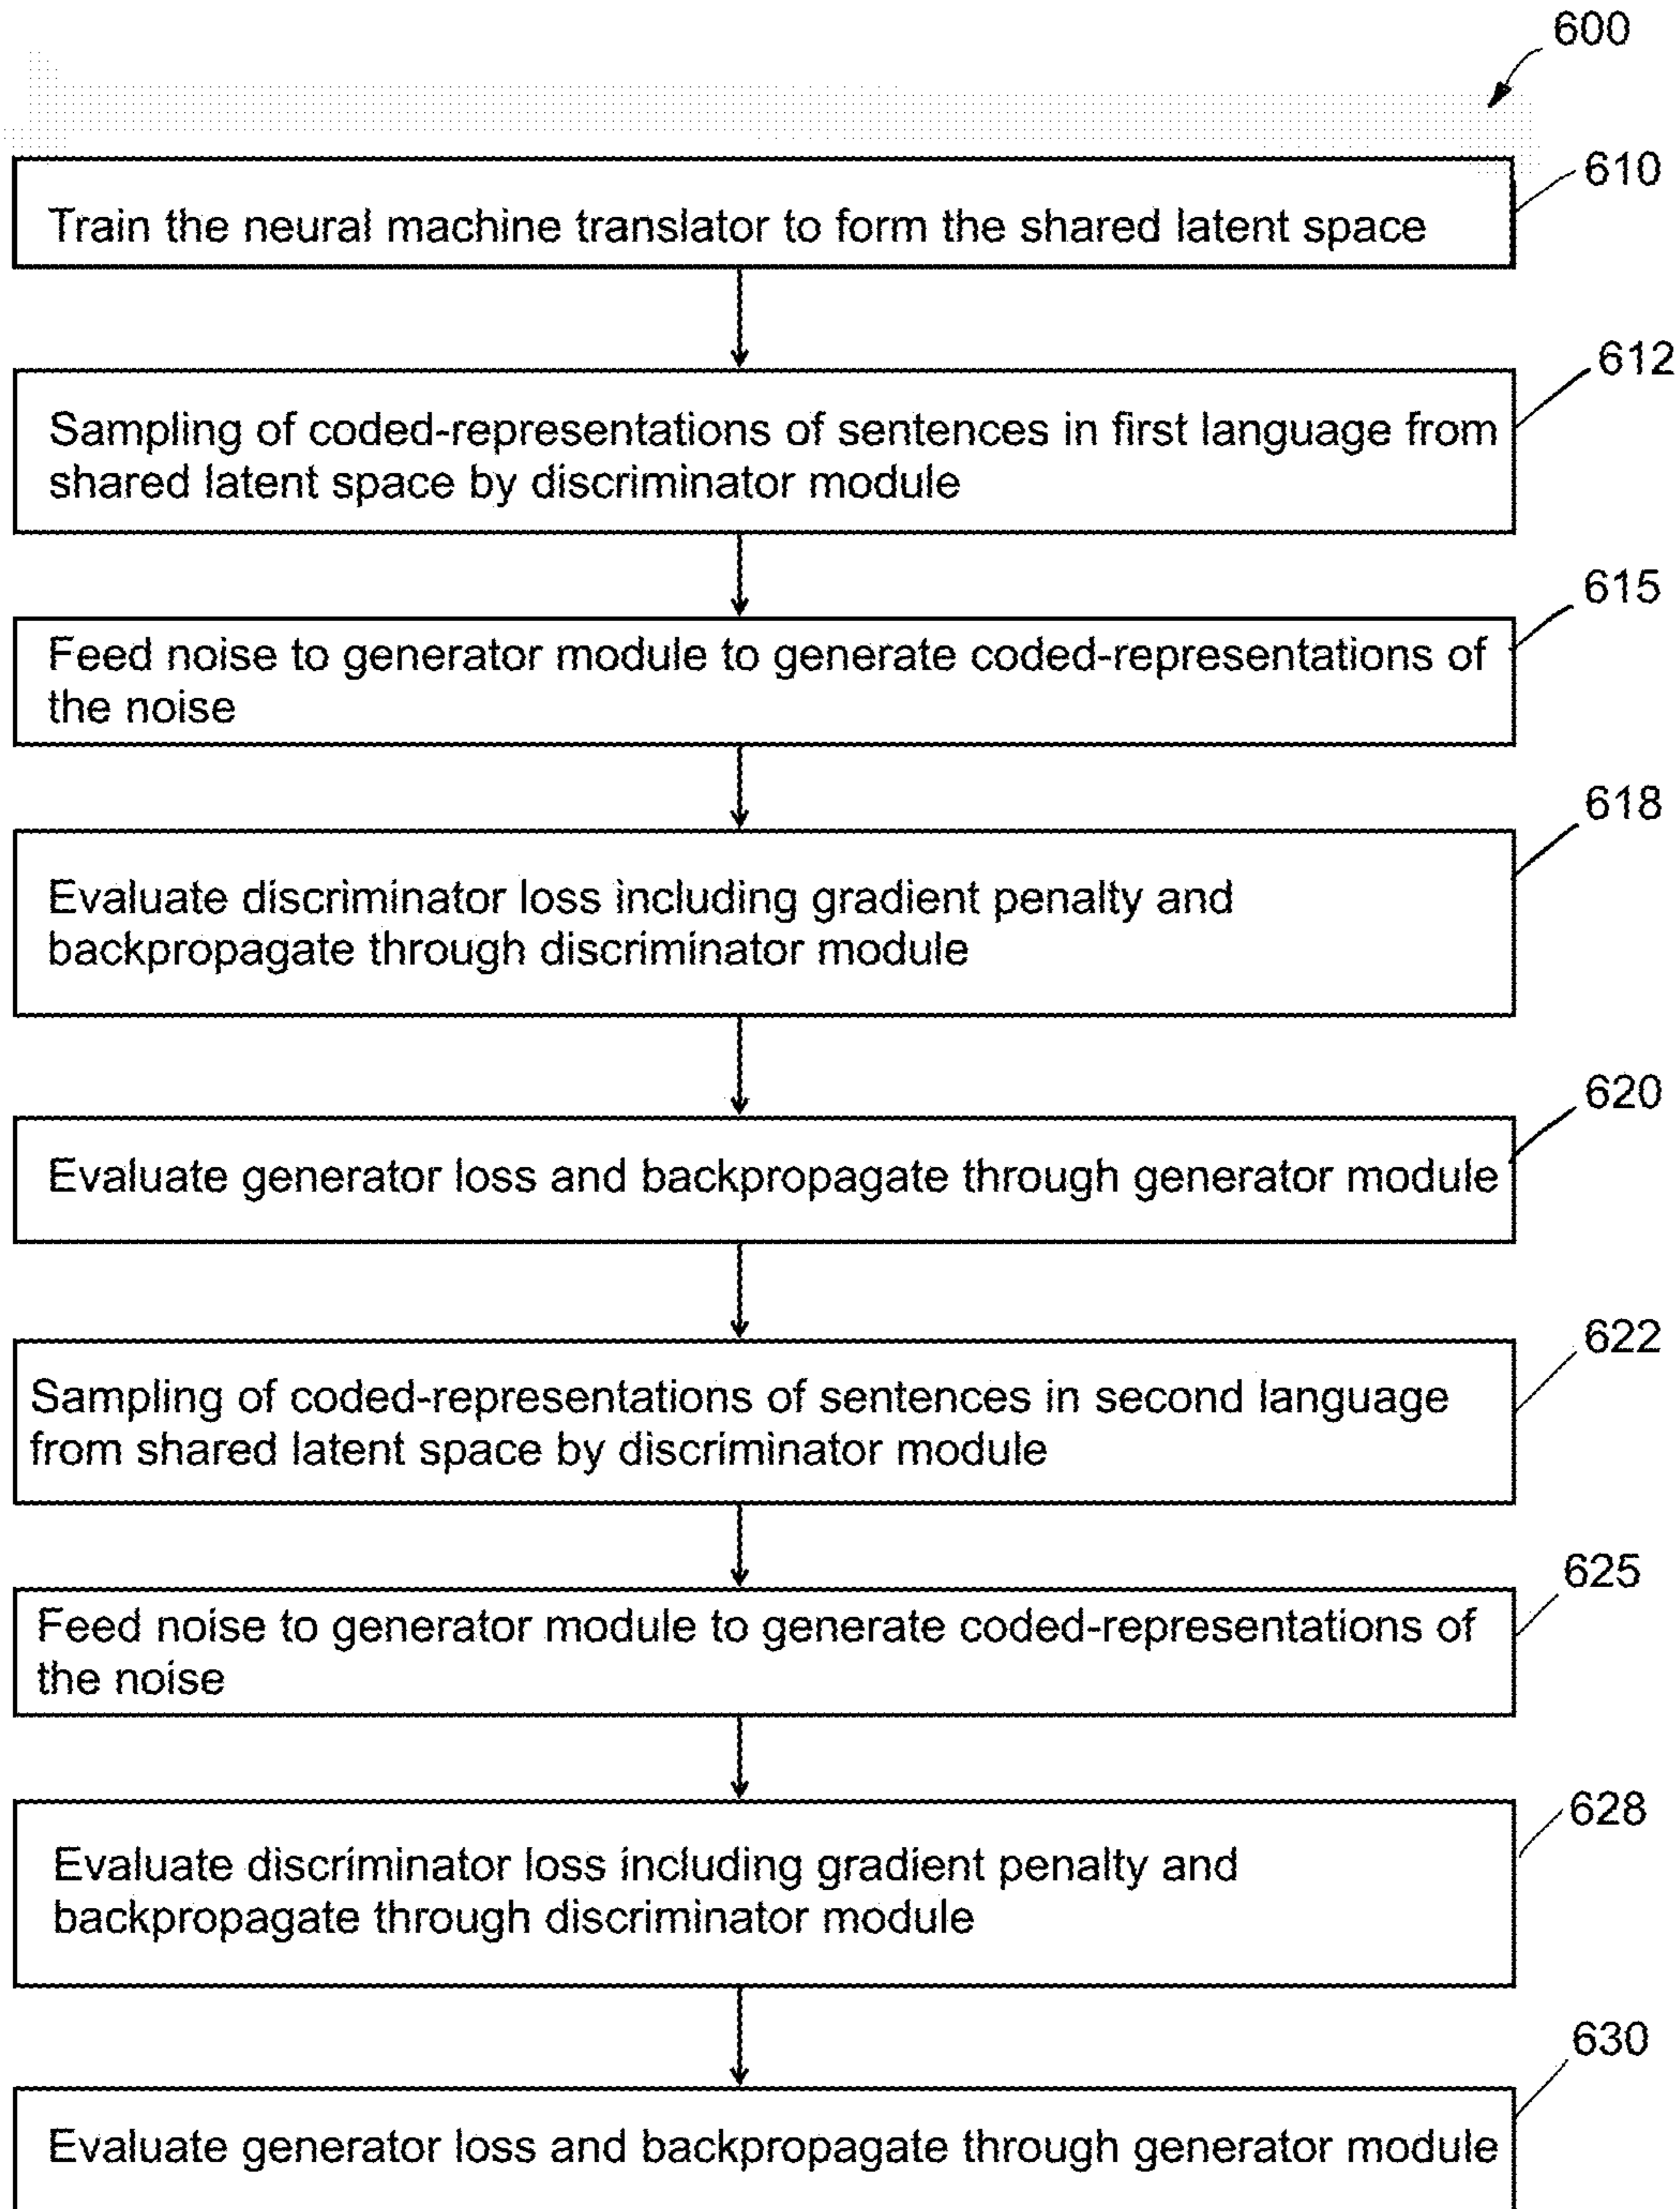 600
610
Train the neural machine translator to form the shared latent space
612
Sampling of coded-representations of sentences in first language from
shared latent space by discriminator module
615
Feed noise to generator module to generate coded-representations of
the noise
618
Evaluate discriminator loss including gradient penalty and
backpropagate through discriminator module
620
Evaluate generator loss and backpropagate through generator module
622
Sampling of coded-representations of sentences in second language
from shared latent space by discriminator module
625
Feed noise to generator module to generate coded-representations of
the noise
628
Evaluate discriminator loss including gradient penalty and
backpropagate through discriminator module
630
Evaluate generator loss and backpropagate through generator module